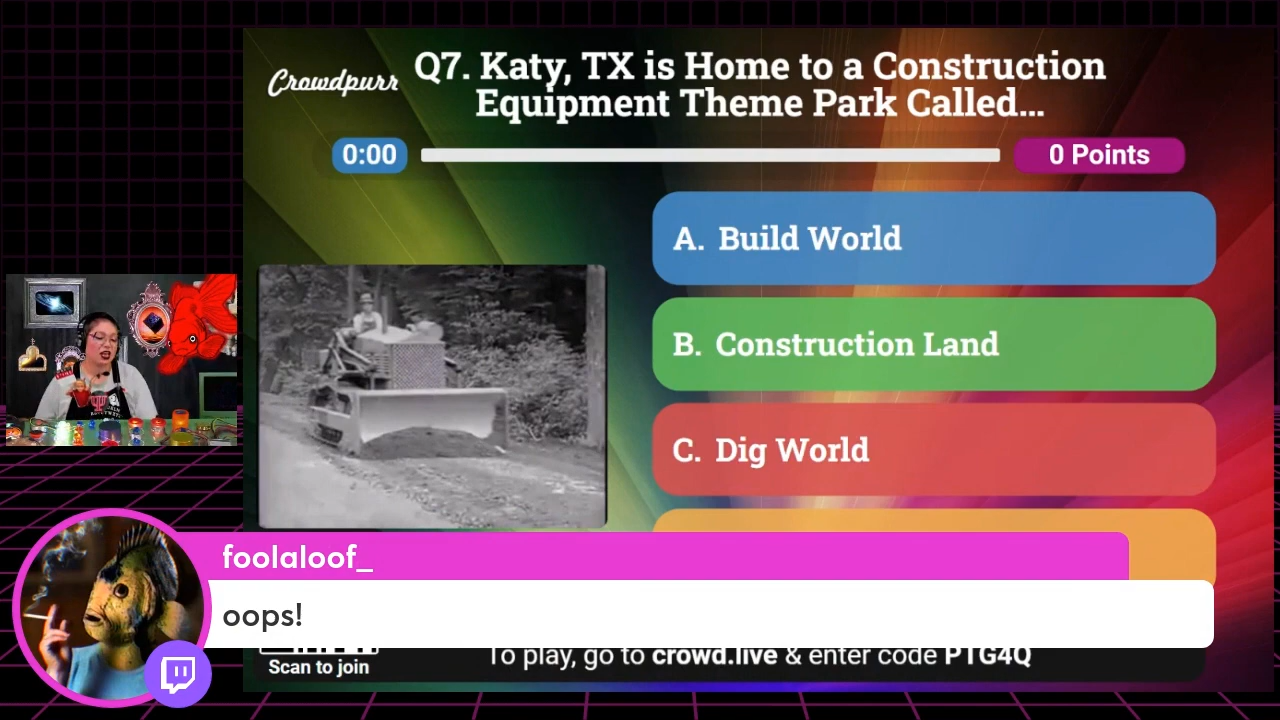 Crowdpurr
Q7. Katy, TX is Home to a Construction
Equipment Theme Park Called...
0:00
0 Points
A. Build World
B. Construction Land
C. Dig World
foolaloof_
oops!
Scan to join
To play, go to crowd.live & enter code PTG4Q